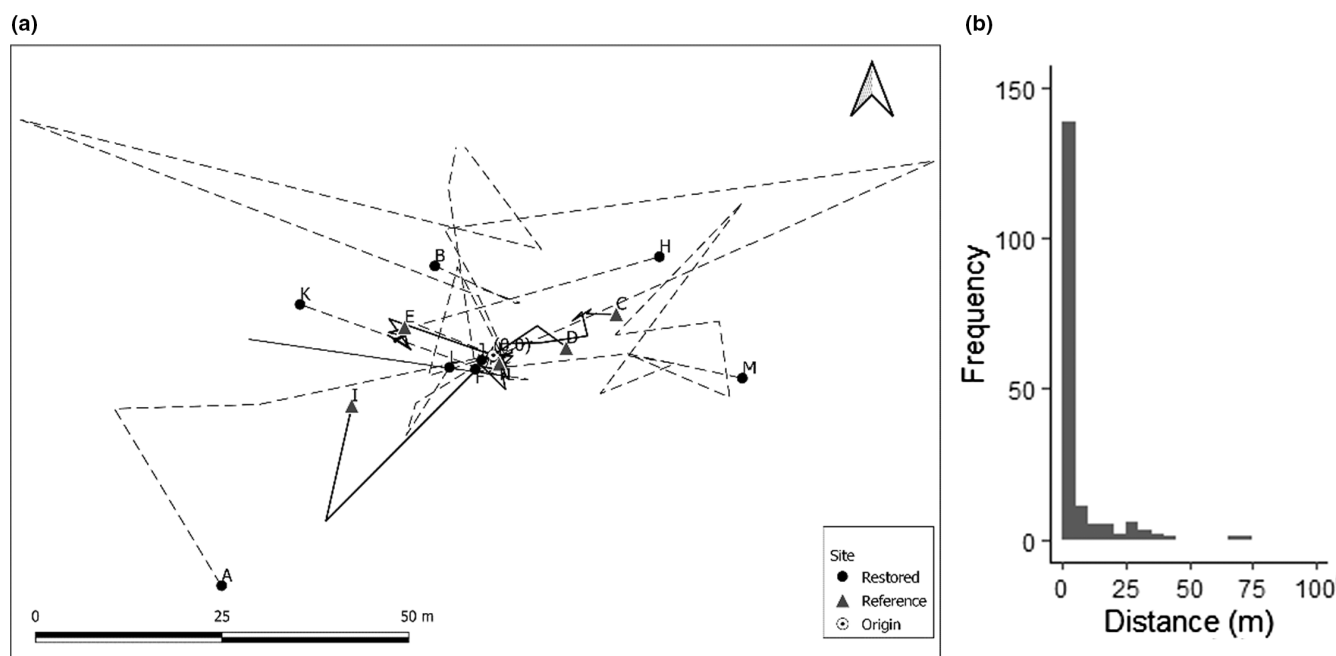 (a)
(b)
H
B
K
C
E
D
(0,0)
M
I
A
0 25 50 m
Site
Restored
Reference
Origin
Frequency
150
100
50
0
0 25 50 75 100
Distance (m)